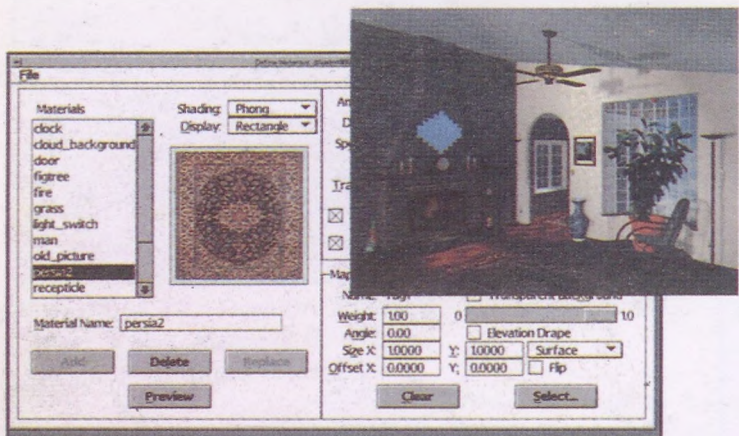 File
Materials
clock
cloud_background
door
figtree
fire
grass
light_switch
man
old_picture
persia2
recepticle
Shading: Phong
Display: Rectangle
Material Name: persia2
Add
Delete
Replace
Preview
Map
Weight: 1.00 0 1.0
Angle: 0.00 Elevation Drape
Size X: 1.0000 Y: 1.0000 Surface
Offset X: 0.0000 Y: 0.0000 Flip
Clear
Select...